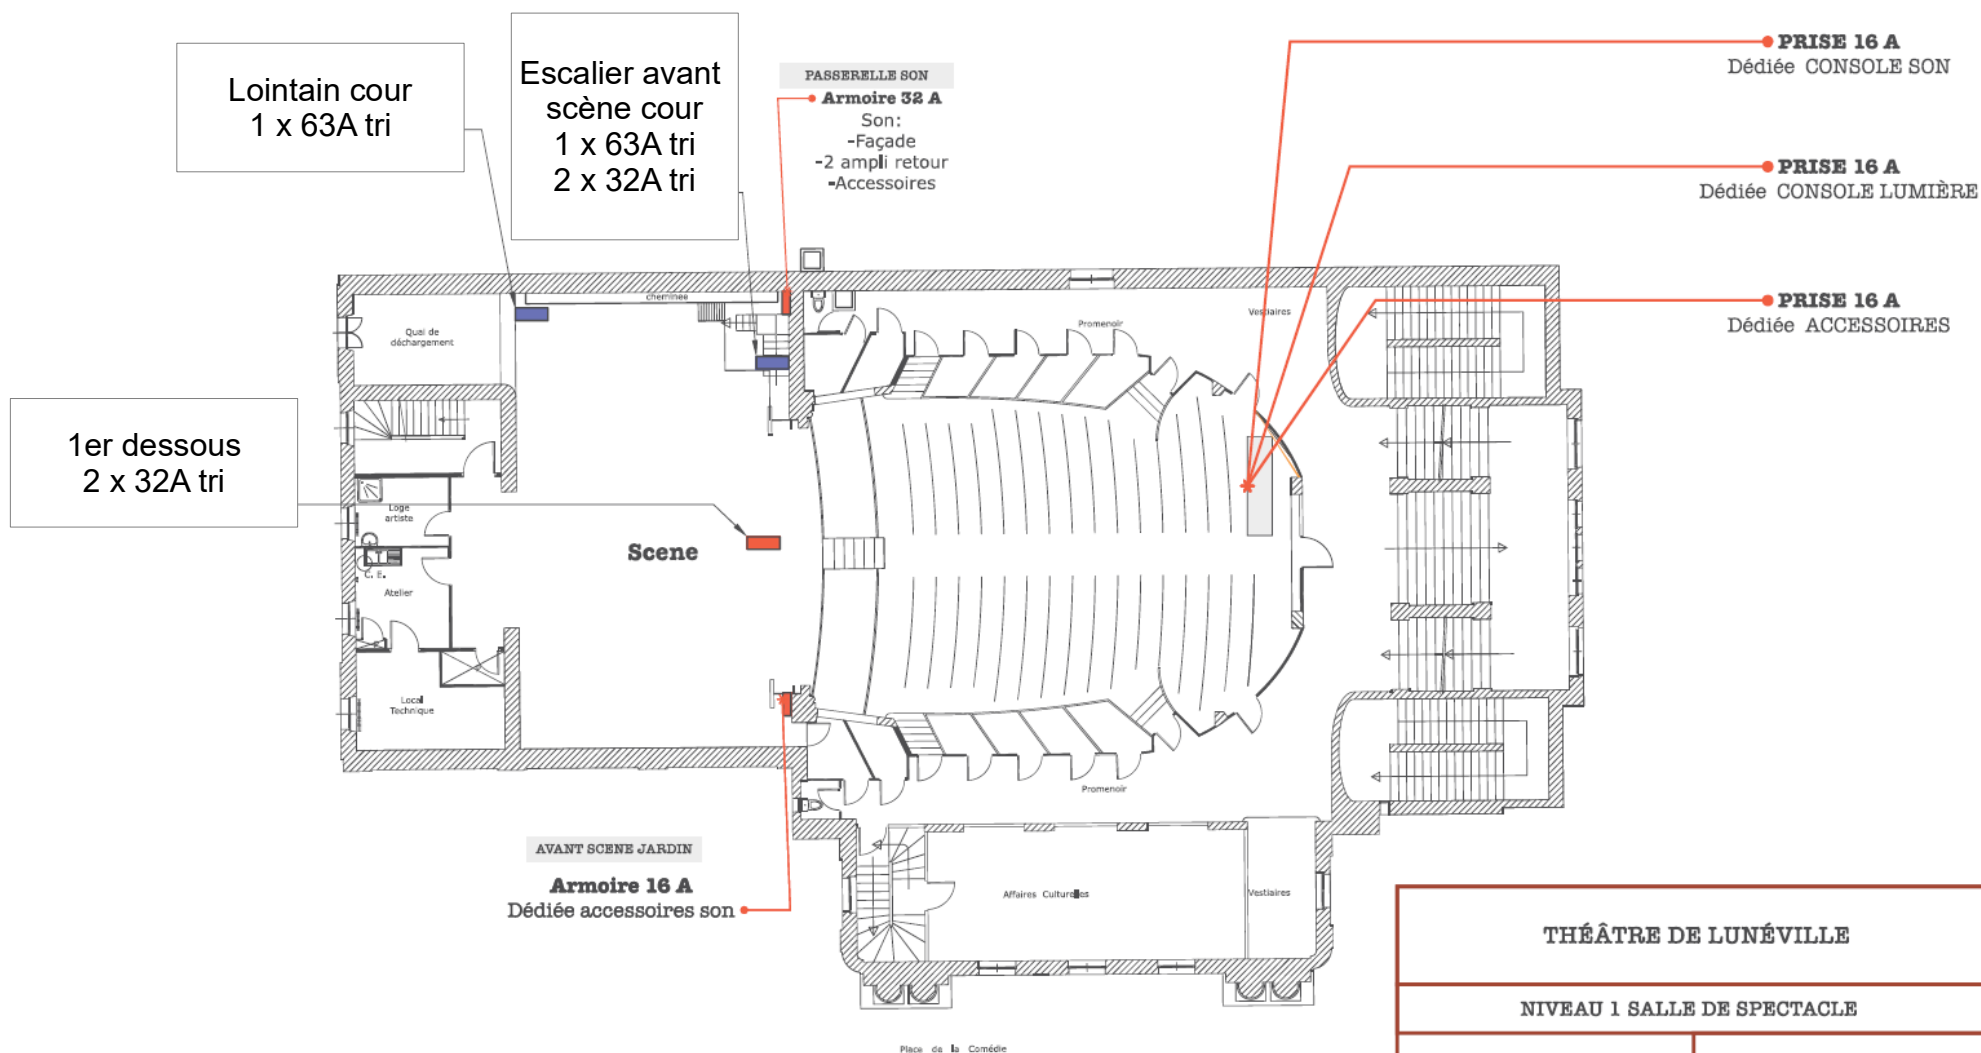 Lointain cour
1 x 63A tri
Escalier avant
scène cour
1 x 63A tri
2 x 32A tri
PASSERELLE SON
Armoire 32 A
Son:
-Façade
-2 ampli retour
-Accessoires
PRISE 16 A
Dédiée CONSOLE SON
PRISE 16 A
Dédiée CONSOLE LUMIÈRE
PRISE 16 A
Dédiée ACCESSOIRES
cheminee
Quai de
déchargement
Promenoir
Vestiaires
1er dessous
2 x 32A tri
Loge
artiste
Scene
C. E.
Atelier
Local
Technique
Promenoir
AVANT SCENE JARDIN
Armoire 16 A
Dédiée accessoires son
Affaires Culturelles
Vestiaires
THÉÂTRE DE LUNÉVILLE
NIVEAU 1 SALLE DE SPECTACLE
Place de la Comédie